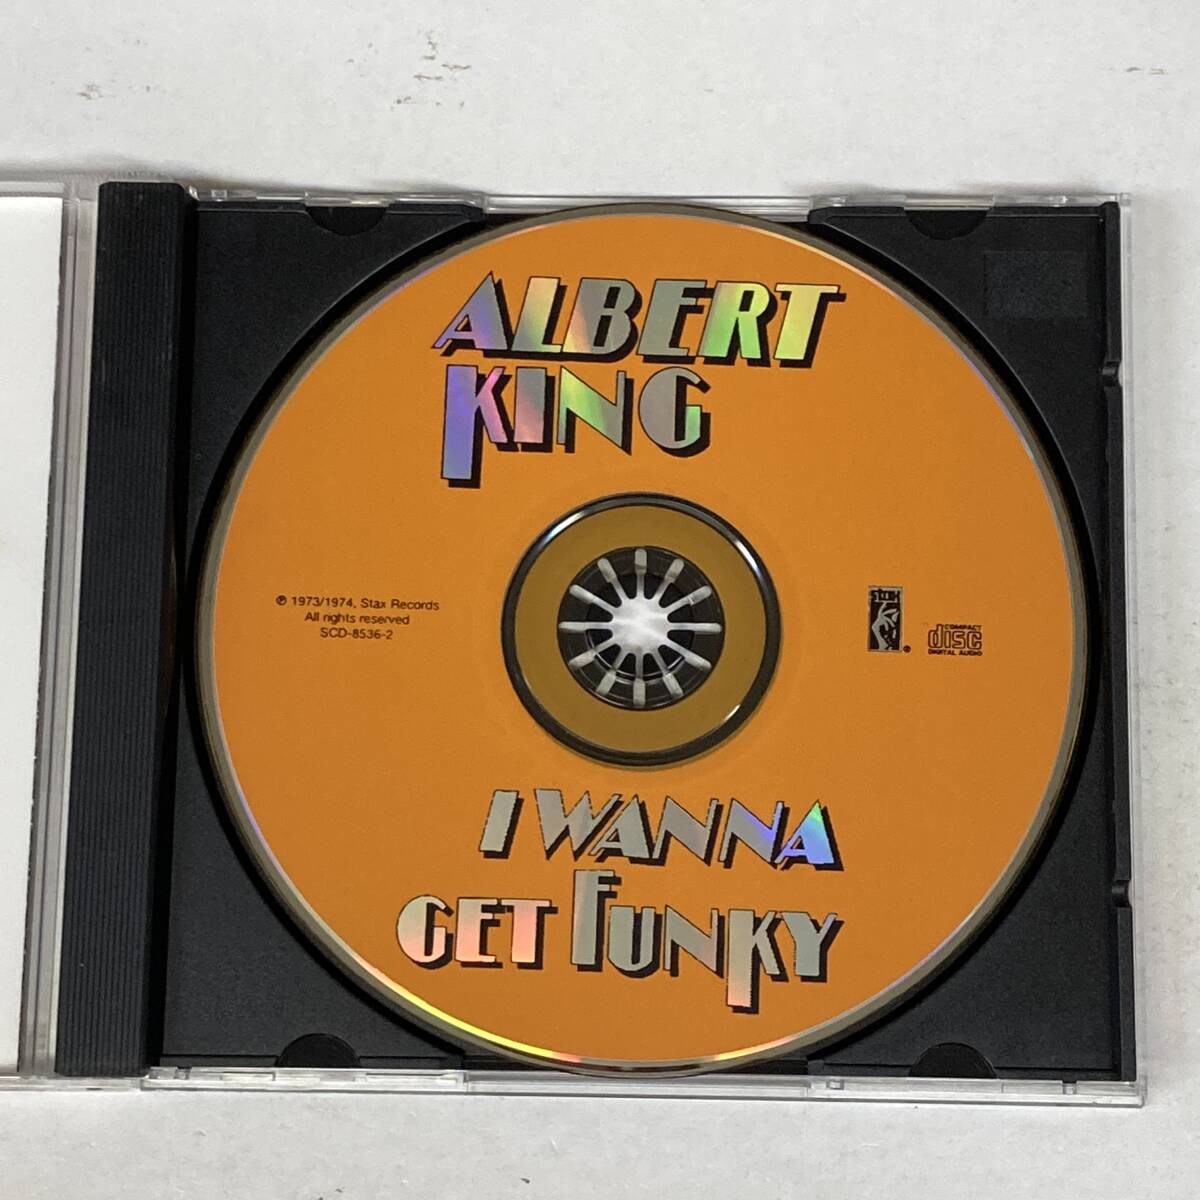 ALBERT
KING
℗ 1973/1974, Stax Records
All rights reserved
SCD-8536-2
stax
®
COMPACT
disc
DIGITAL AUDIO
I WANNA
GET FUNKY